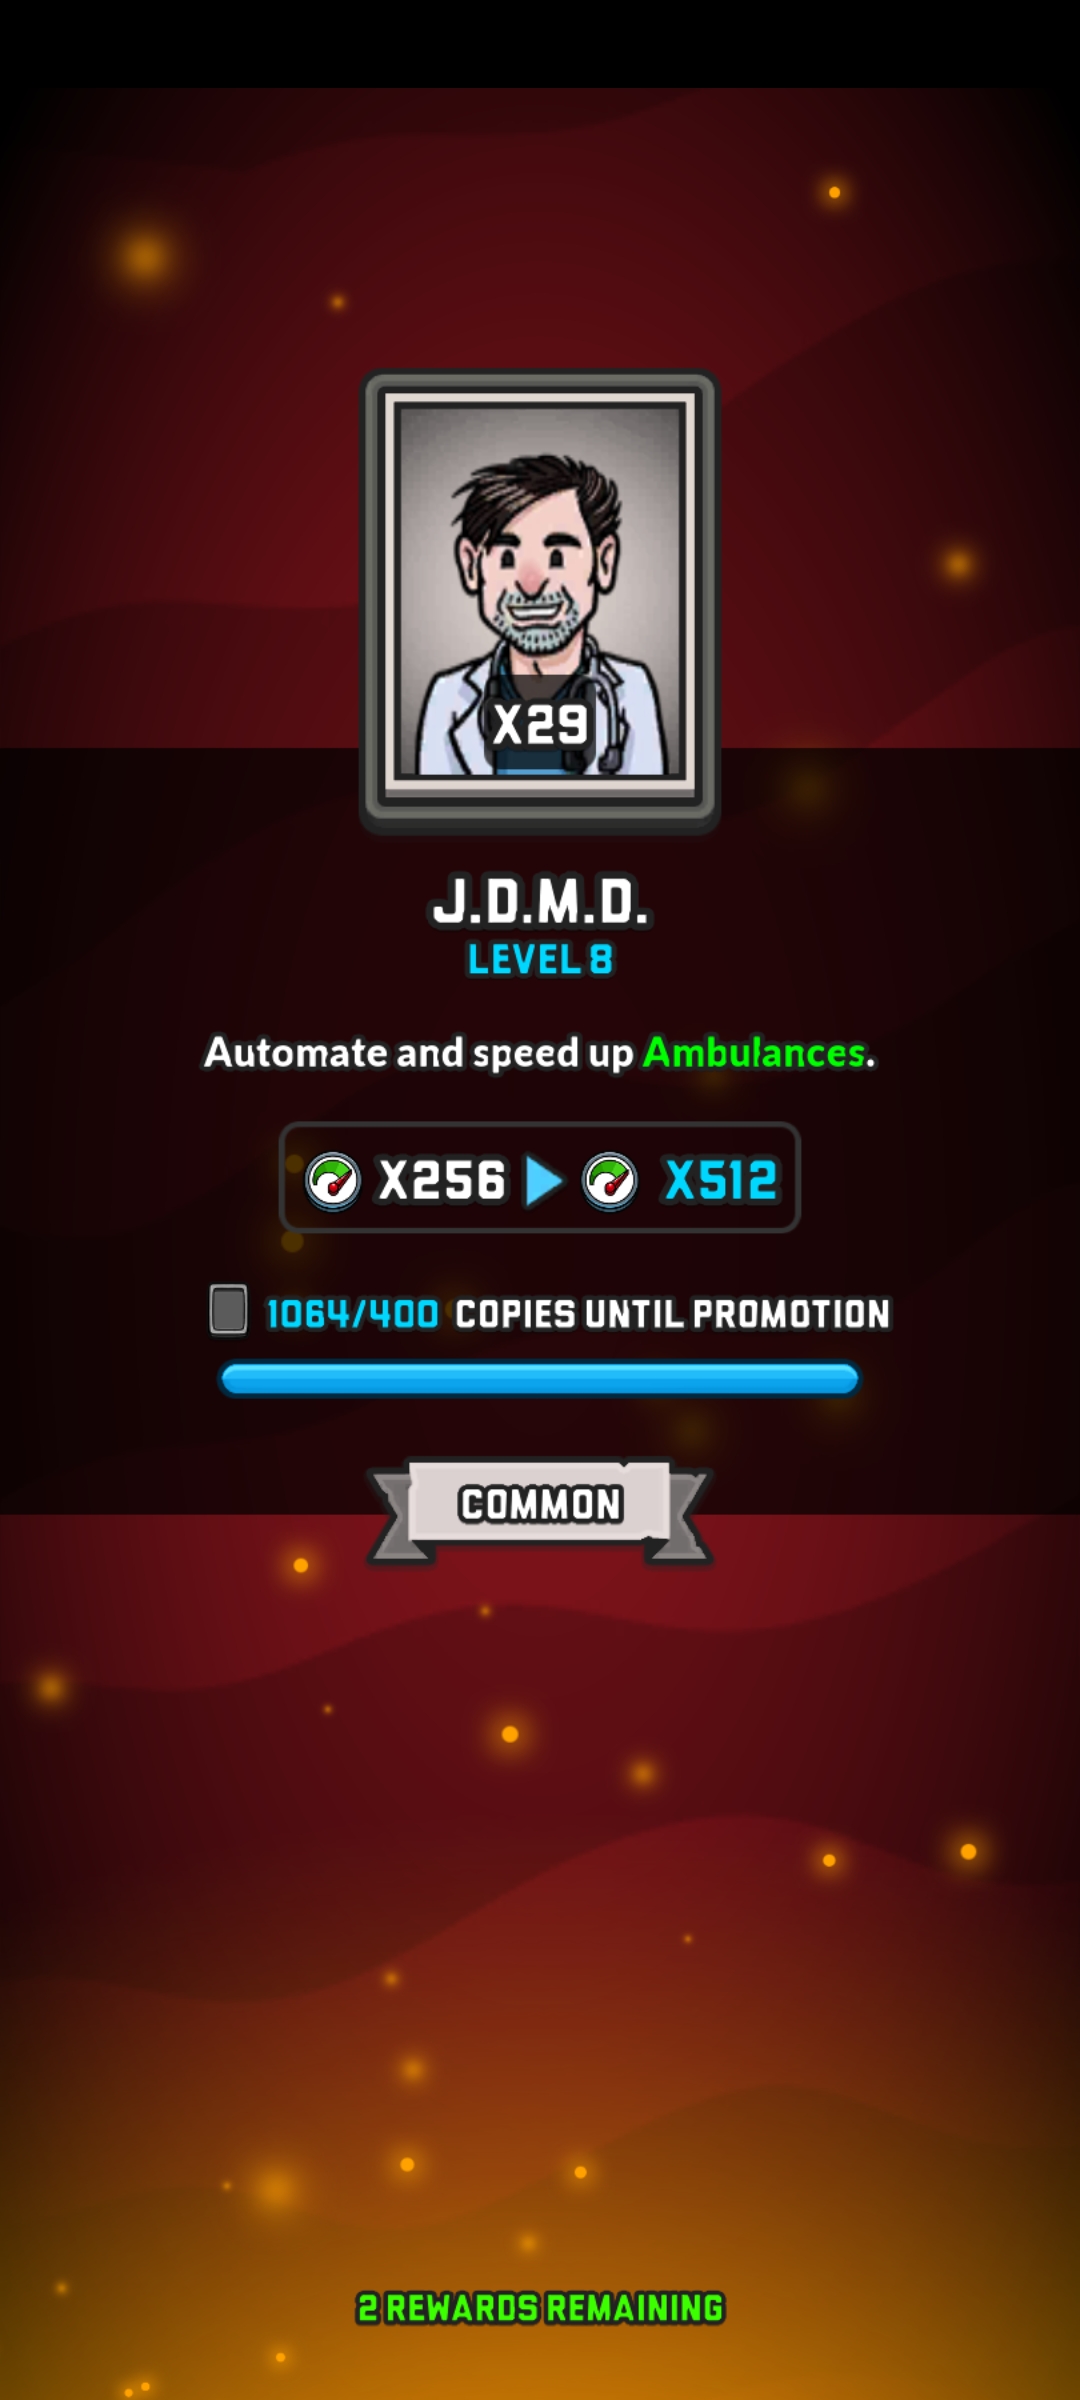 X29
J.D.M.D.
LEVEL 8
Automate and speed up Ambulances.
X256 X512
1064/400 COPIES UNTIL PROMOTION
COMMON
2 REWARDS REMAINING